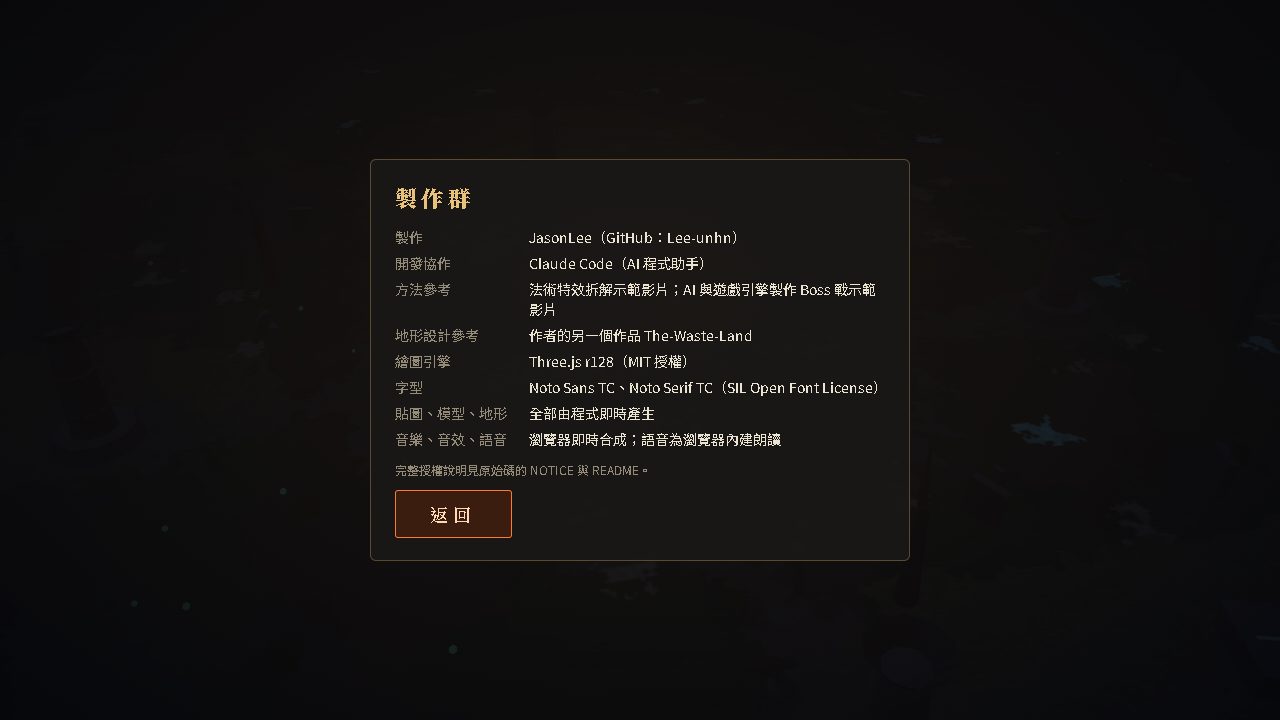 製作群
製作 JasonLee（GitHub：Lee-unhn）
開發協作 Claude Code（AI 程式助手）
方法參考 法術特效拆解示範影片；AI 與遊戲引擎製作 Boss 戰示範
影片
地形設計參考 作者的另一個作品 The-Waste-Land
繪圖引擎 Three.js r128（MIT 授權）
字型 Noto Sans TC、Noto Serif TC（SIL Open Font License）
貼圖、模型、地形 全部由程式即時產生
音樂、音效、語音 瀏覽器即時合成；語音為瀏覽器內建朗讀
完整授權說明見原始碼的 NOTICE 與 README。
返回